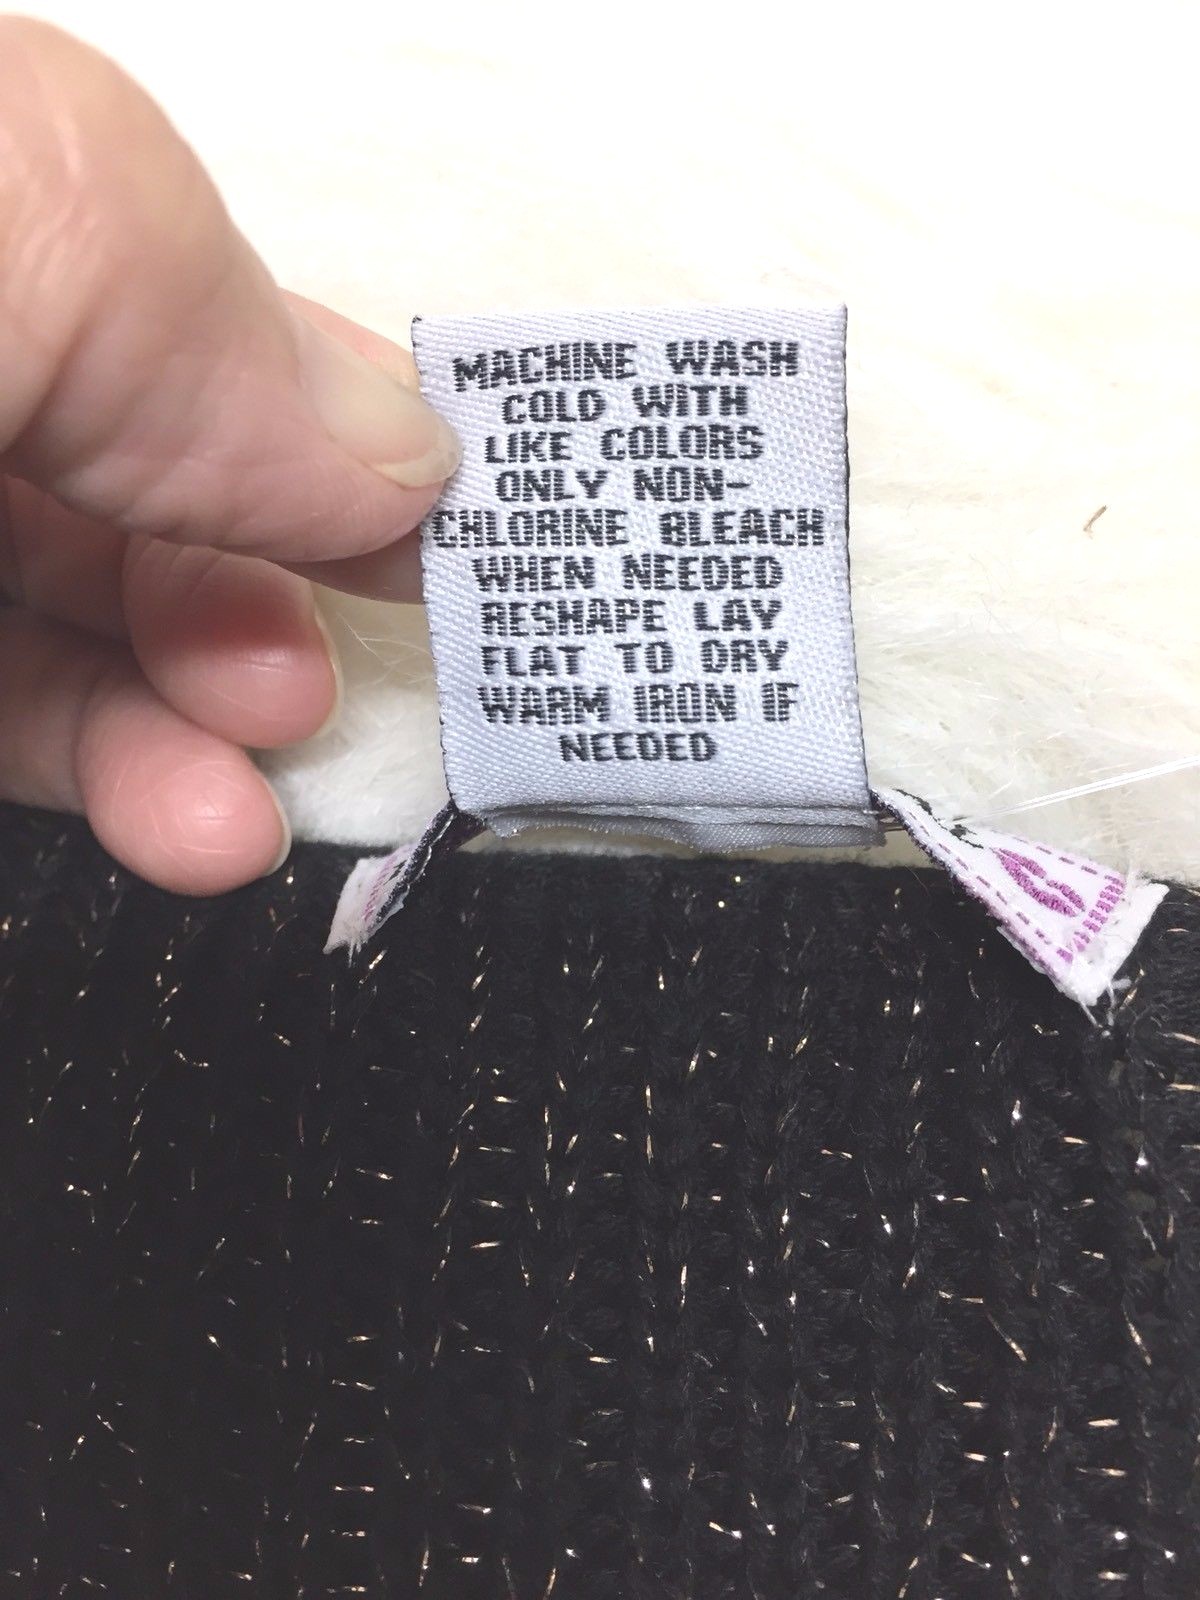 MACHINE WASH
COLD WITH
LIKE COLORS
ONLY NON-
CHLORINE BLEACH
WHEN NEEDED
RESHAPE LAY
FLAT TO DRY
WARM IRON IF
NEEDED